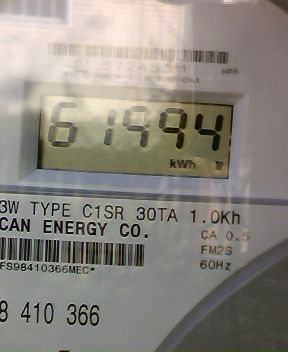 61994
kWh
3W TYPE C1SR 30TA 1.0Kh
CAN ENERGY CO.
CA 0.5
FM2S
FS98410366MEC*
60Hz
8 410 366